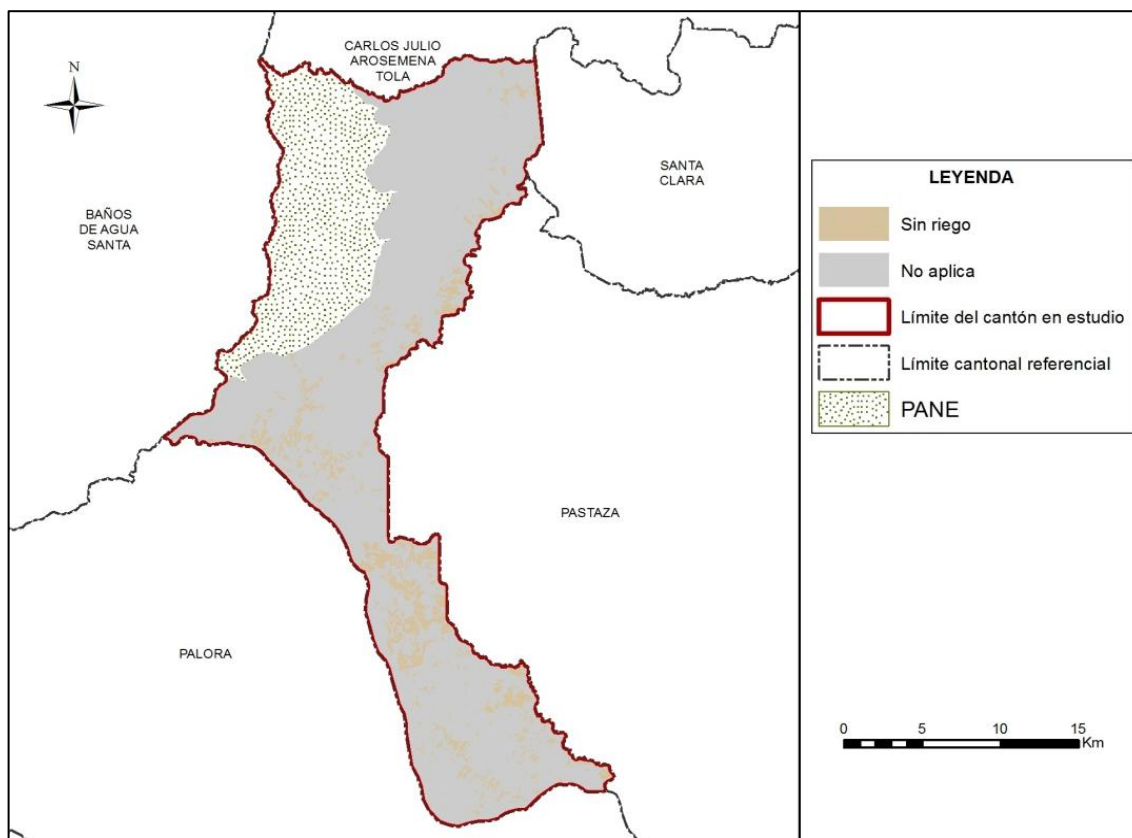 CARLOS JULIO
AROSEMENA
TOLA
N
SANTA
CLARA
BAÑOS
DE AGUA
SANTA
PASTAZA
PALORA
LEYENDA
Sin riego
No aplica
Límite del cantón en estudio
Límite cantonal referencial
PANE
0 5 10 15
Km